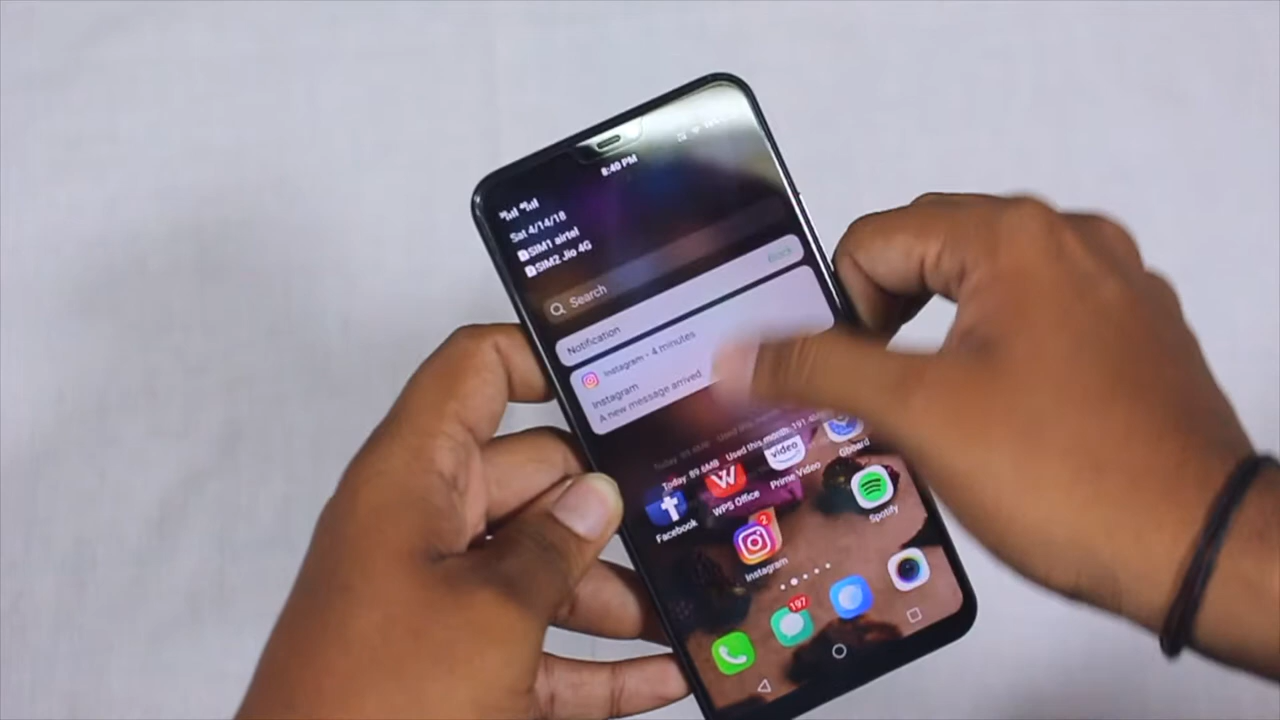 8:40 PM
Sat 4/14/18
SIM1 airtel
SIM2 Jio 4G
Search
Notification
Instagram • 4 minutes
Instagram
A new message arrived
Today: 89.6MB Used this month: 191.4MB
Facebook
WPS Office
video
Prime Video
Gboard
2
Instagram
Spotify
197